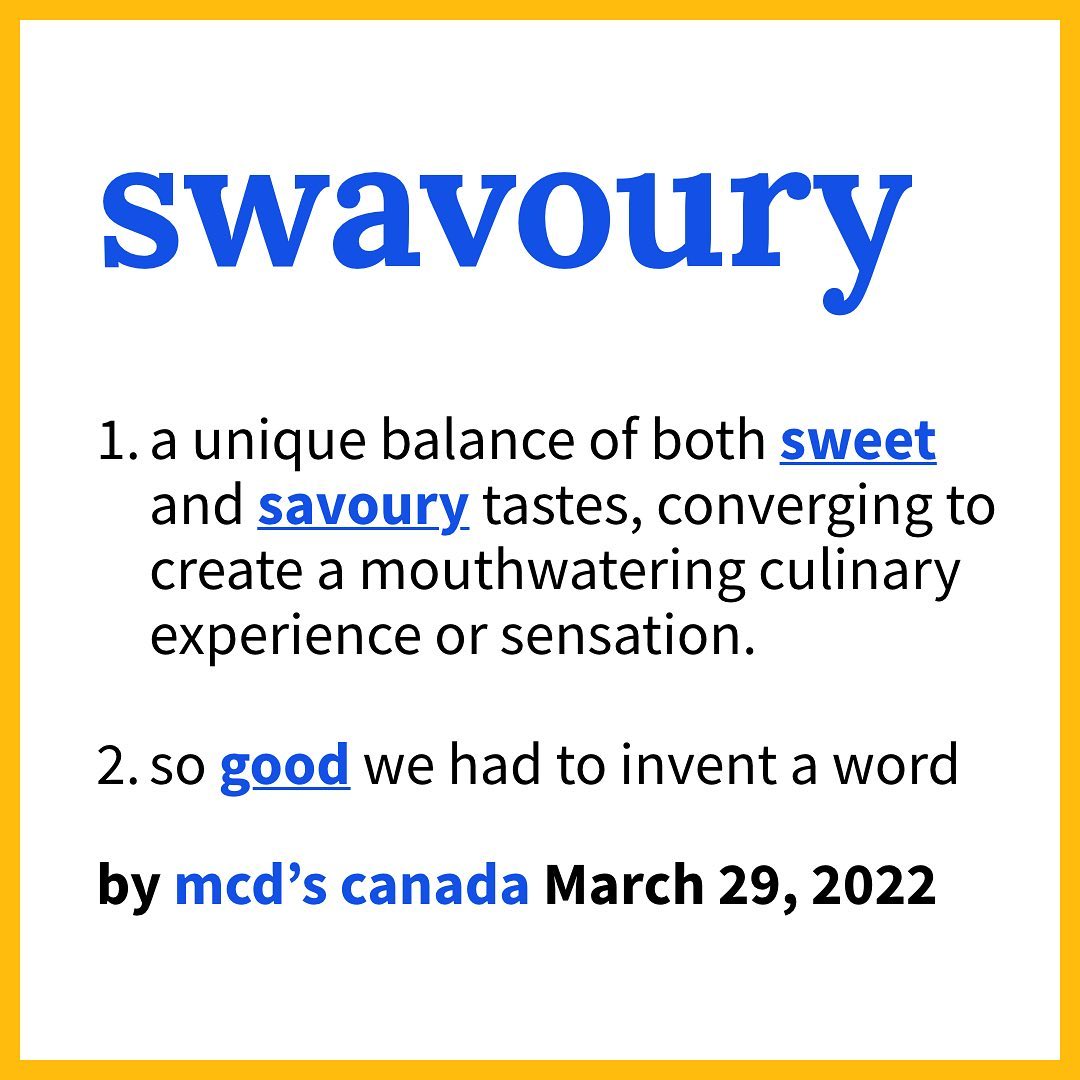 swavoury
1. a unique balance of both sweet
and savoury tastes, converging to
create a mouthwatering culinary
experience or sensation.
2. so good we had to invent a word
by mcd’s canada March 29, 2022